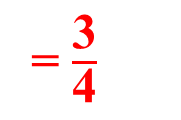 = 3/4